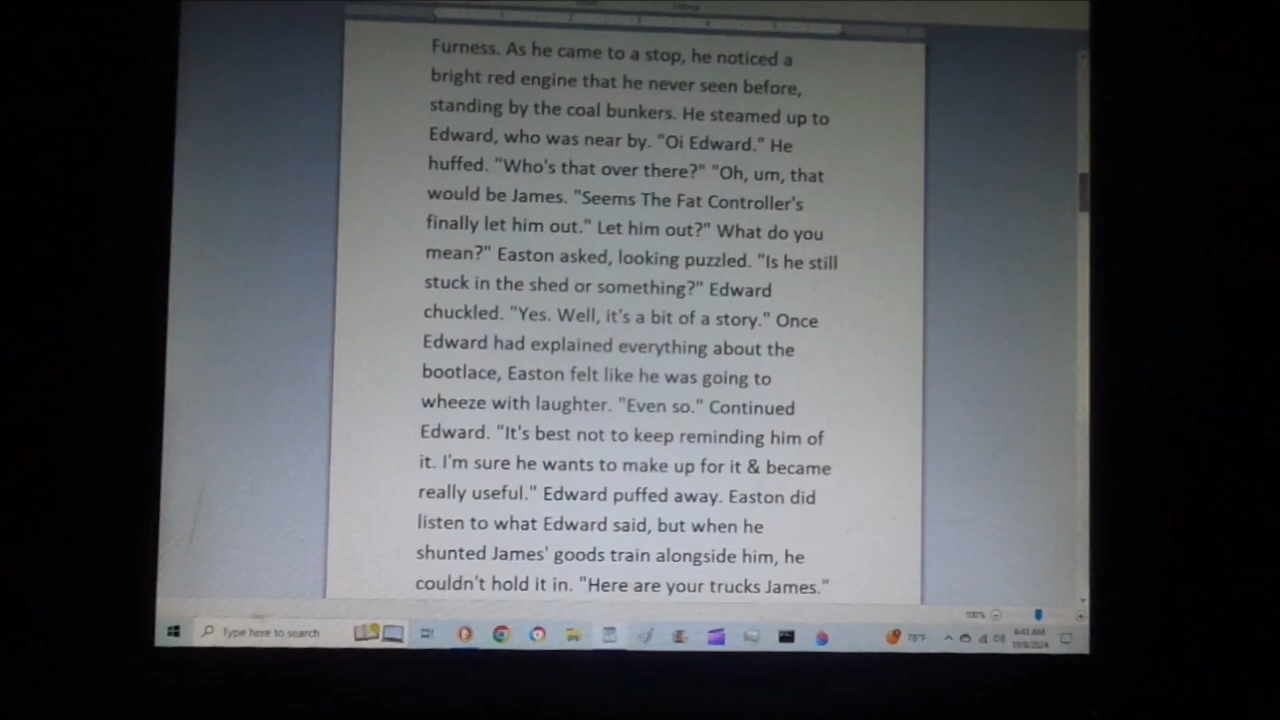 Furness. As he came to a stop, he noticed a
bright red engine that he never seen before,
standing by the coal bunkers. He steamed up to
Edward, who was near by. "Oi Edward." He
huffed. "Who's that over there?" "Oh, um, that
would be James. "Seems The Fat Controller's
finally let him out." Let him out?" What do you
mean?" Easton asked, looking puzzled. "Is he still
stuck in the shed or something?" Edward
chuckled. "Yes. Well, it's a bit of a story." Once
Edward had explained everything about the
bootlace, Easton felt like he was going to
wheeze with laughter. "Even so." Continued
Edward. "It's best not to keep reminding him of
it. I'm sure he wants to make up for it & became
really useful." Edward puffed away. Easton did
listen to what Edward said, but when he
shunted James' goods train alongside him, he
couldn't hold it in. "Here are your trucks James."
100%
Type here to search
78°F